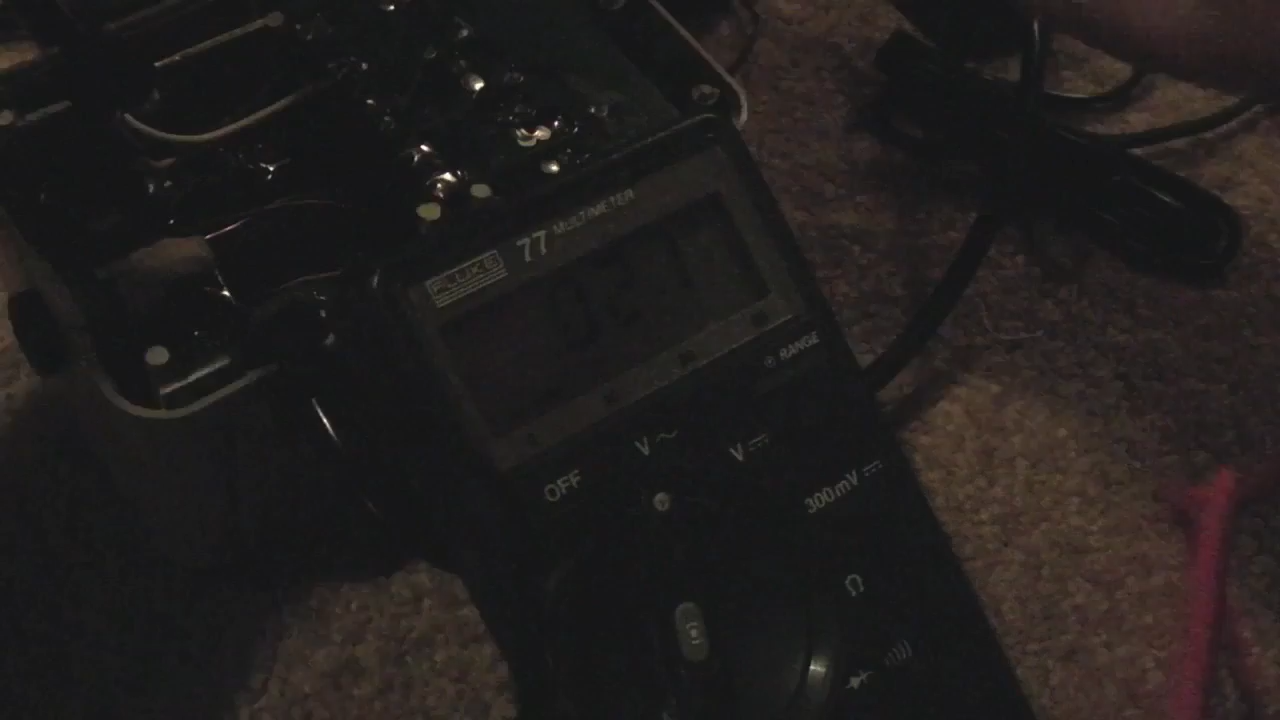 FLUKE
77 MULTIMETER
RANGE
OFF
V~
V⎓
300mV⎓
Ω